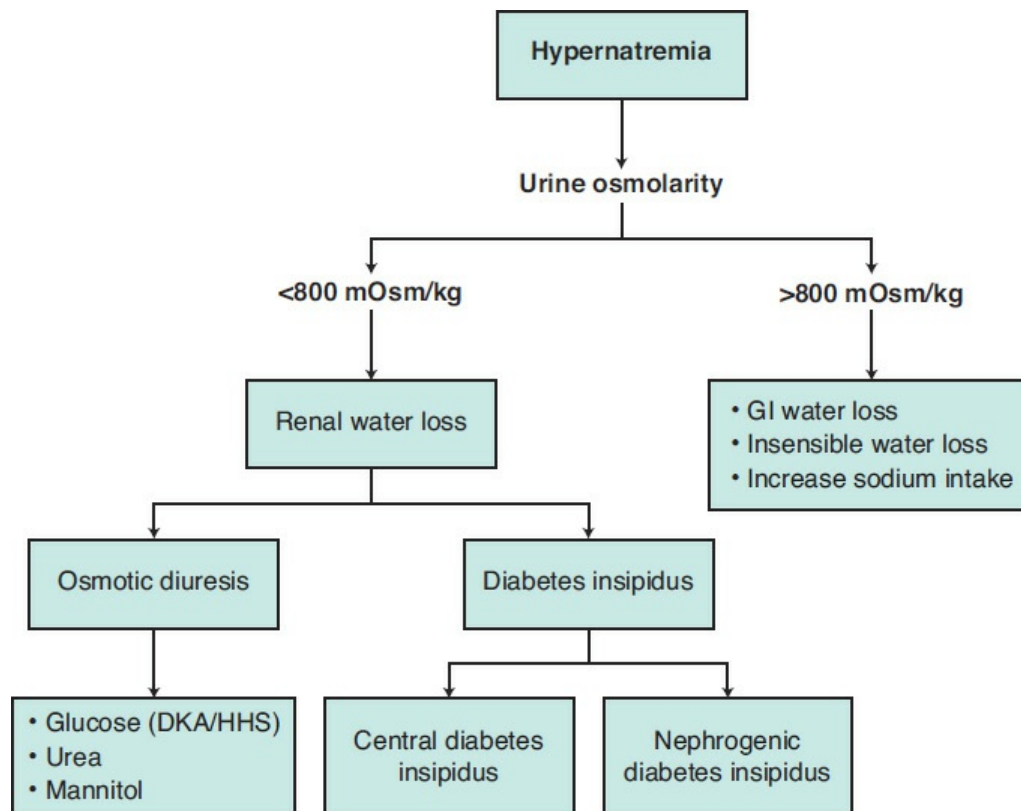 Hypernatremia
Urine osmolarity
<800 mOsm/kg
>800 mOsm/kg
Renal water loss
• GI water loss
• Insensible water loss
• Increase sodium intake
Osmotic diuresis
Diabetes insipidus
• Glucose (DKA/HHS)
• Urea
• Mannitol
Central diabetes
insipidus
Nephrogenic
diabetes insipidus